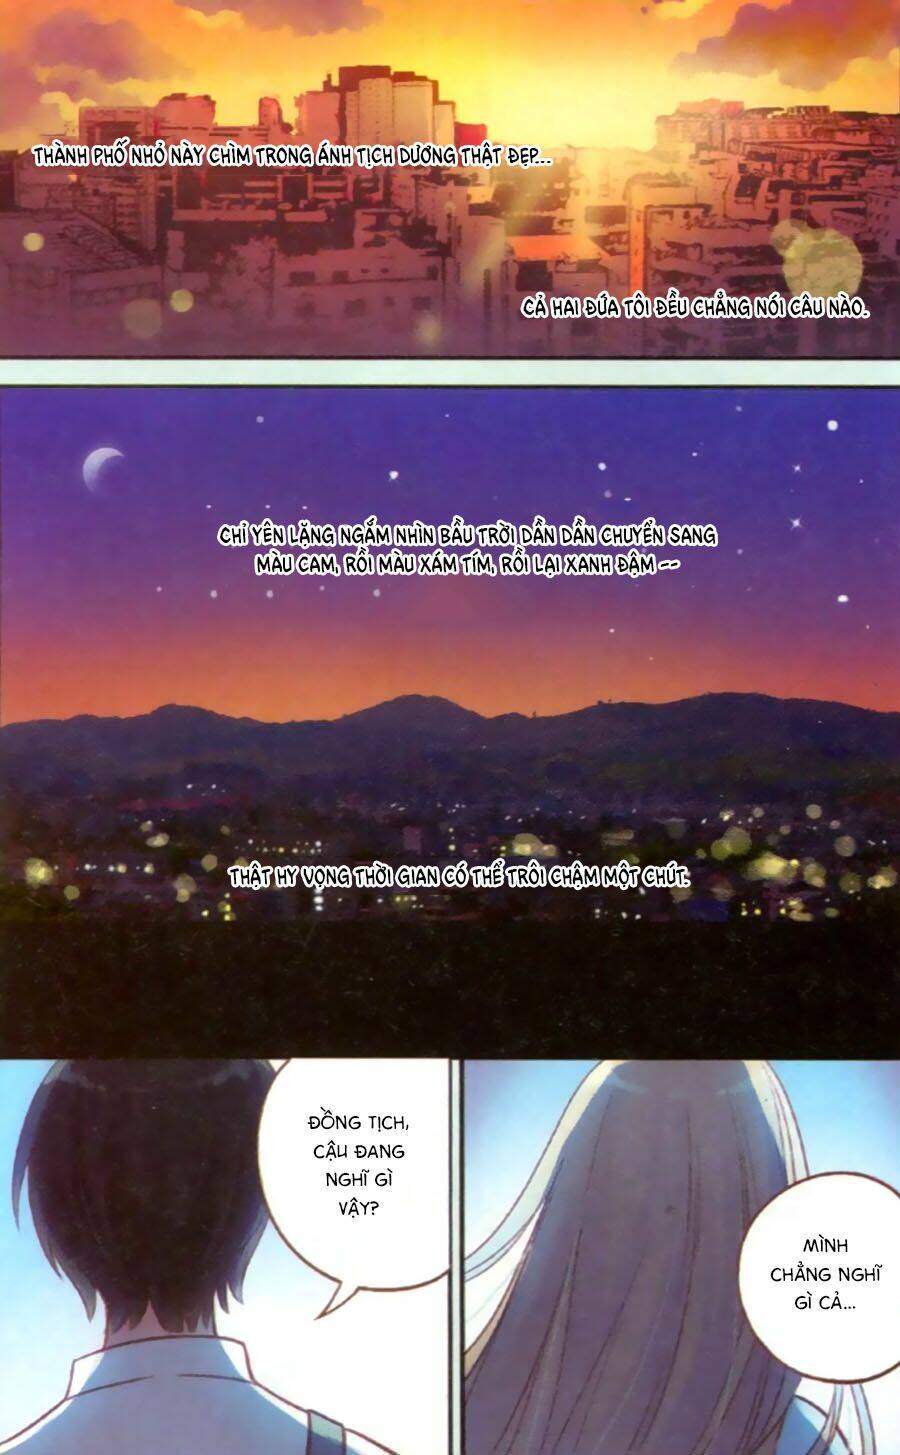 THÀNH PHỐ NHỎ NÀY CHÌM TRONG ÁNH TỊCH DƯƠNG THẬT ĐẸP...
CẢ HAI ĐỨA TÔI ĐỀU CHẲNG NÓI CÂU NÀO.
CHỈ YÊN LẶNG NGẮM NHÌN BẦU TRỜI DẦN DẦN CHUYỂN SANG
MÀU CAM, RỒI MÀU XÁM TÍM, RỒI LẠI XANH ĐẬM --
THẬT HY VỌNG THỜI GIAN CÓ THỂ TRÔI CHẬM MỘT CHÚT.
ĐỒNG TỊCH,
CẬU ĐANG
NGHĨ GÌ
VẬY?
MÌNH
CHẲNG NGHĨ
GÌ CẢ...